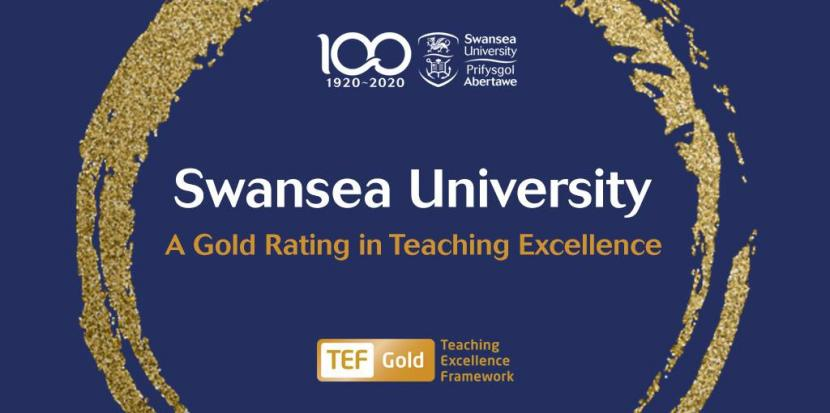 100
1920~2020
Swansea
University
Prifysgol
Abertawe
Swansea University
A Gold Rating in Teaching Excellence
TEF Gold
Teaching
Excellence
Framework